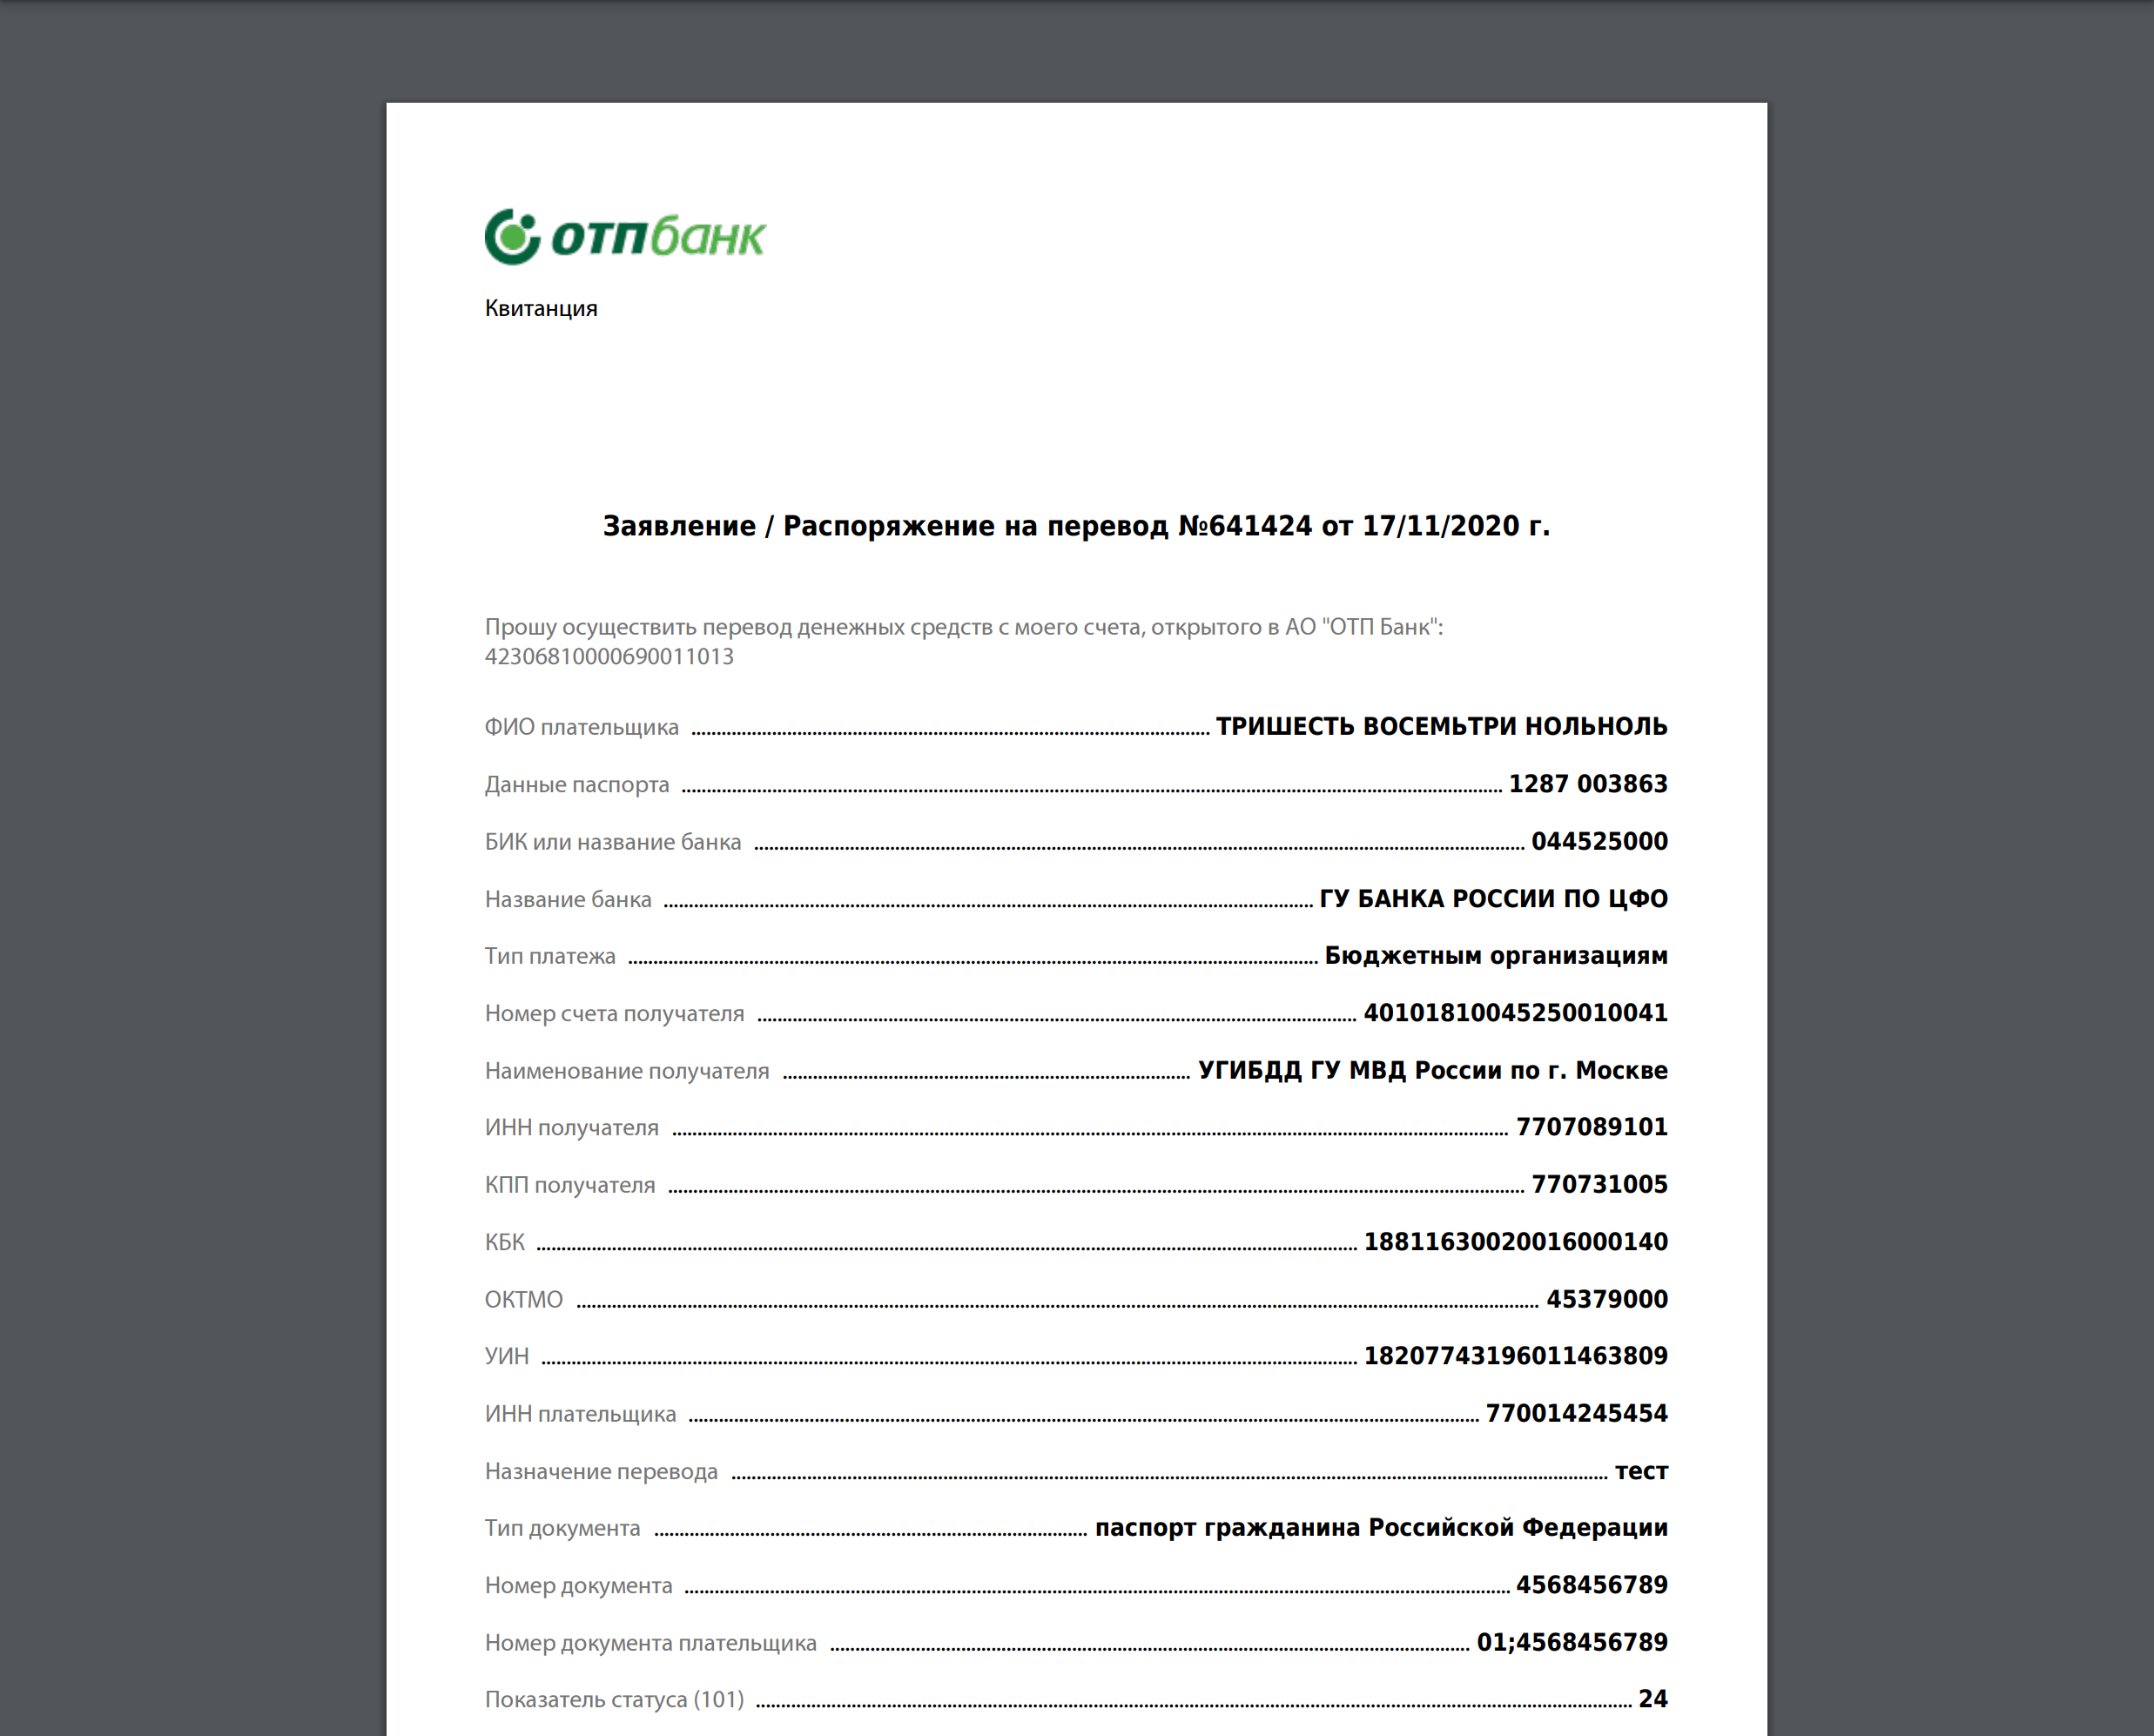 отпбанк
Квитанция
Заявление / Распоряжение на перевод №641424 от 17/11/2020 г.
Прошу осуществить перевод денежных средств с моего счета, открытого в АО "ОТП Банк":
42306810000690011013
ФИО плательщика ТРИШЕСТЬ ВОСЕМЬТРИ НОЛЬНОЛЬ
Данные паспорта 1287 003863
БИК или название банка 044525000
Название банка ГУ БАНКА РОССИИ ПО ЦФО
Тип платежа Бюджетным организациям
Номер счета получателя 40101810045250010041
Наименование получателя УГИБДД ГУ МВД России по г. Москве
ИНН получателя 7707089101
КПП получателя 770731005
КБК 18811630020016000140
ОКТМО 45379000
УИН 18207743196011463809
ИНН плательщика 770014245454
Назначение перевода тест
Тип документа паспорт гражданина Российской Федерации
Номер документа 4568456789
Номер документа плательщика 01;4568456789
Показатель статуса (101) 24